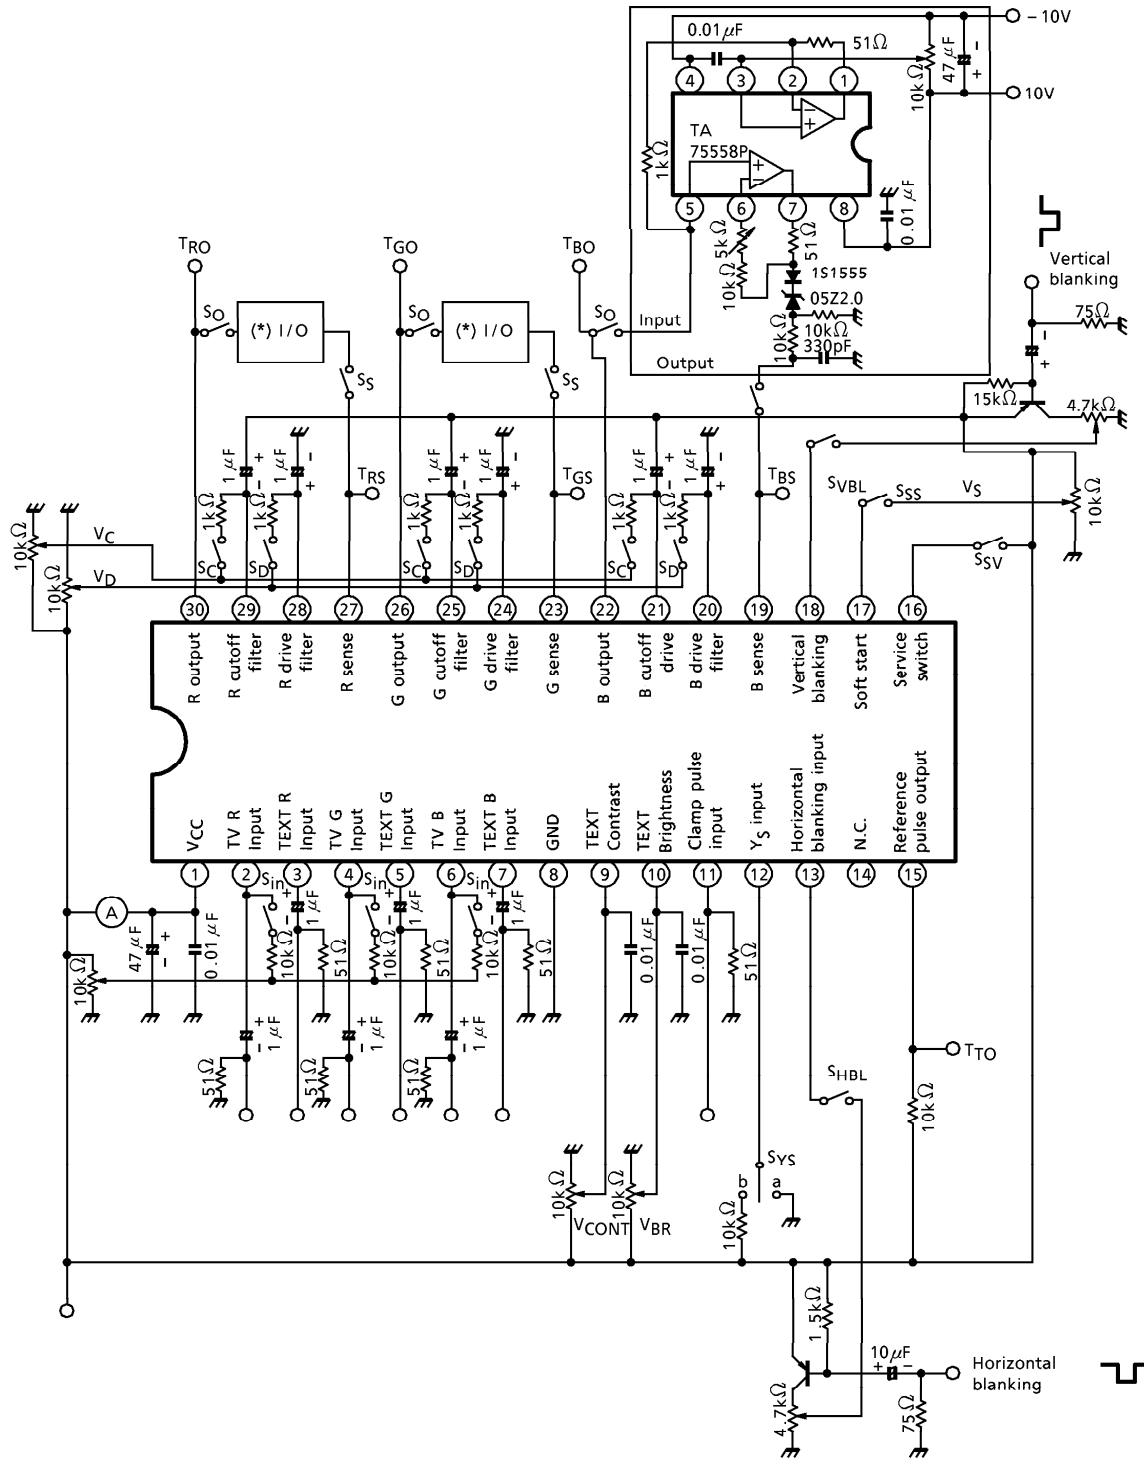 − 10V
0.01μF
51Ω
10kΩ
47μF
−
+
10V
4
3
2
1
TA
75558P
−
+
+
−
1kΩ
5
6
7
8
0.01μF
5kΩ
10kΩ
51Ω
1S1555
05Z2.0
10kΩ
10kΩ
330pF
Input
Output
Vertical
blanking
75Ω
−
+
15kΩ
4.7kΩ
TRO
TGO
TBO
SO
(*) I/O
SS
SO
(*) I/O
SS
SO
1μF
+
−
1μF
−
+
1μF
+
−
1μF
−
+
1μF
+
−
1μF
−
+
TRS
TGS
TBS
1kΩ
1kΩ
1kΩ
1kΩ
1kΩ
1kΩ
SC
SD
SC
SD
SC
SD
SVBL
SSS
VS
10kΩ
SSV
10kΩ
VC
10kΩ
VD
30
29
28
27
26
25
24
23
22
21
20
19
18
17
16
R output
R cutoff
filter
R drive
filter
R sense
G output
G cutoff
filter
G drive
filter
G sense
B output
B cutoff
drive
B drive
filter
B sense
Vertical
blanking
Soft start
Service
switch
VCC
TV R
Input
TEXT R
Input
TV G
Input
TEXT G
Input
TV B
Input
TEXT B
Input
GND
TEXT
Contrast
TEXT
Brightness
Clamp pulse
input
YS input
Horizontal
blanking input
N.C.
Reference
pulse output
1
2
3
4
5
6
7
8
9
10
11
12
13
14
15
A
47μF
+
−
0.01μF
10kΩ
Sin
+
−
1μF
10kΩ
51Ω
Sin
+
−
1μF
10kΩ
51Ω
Sin
+
−
1μF
10kΩ
51Ω
0.01μF
0.01μF
51Ω
+
−
1μF
51Ω
+
−
1μF
51Ω
+
−
1μF
51Ω
TTO
10kΩ
SHBL
SYS
b
a
10kΩ
10kΩ
VCONT
10kΩ
VBR
1.5kΩ
10μF
+
−
Horizontal
blanking
4.7kΩ
75Ω